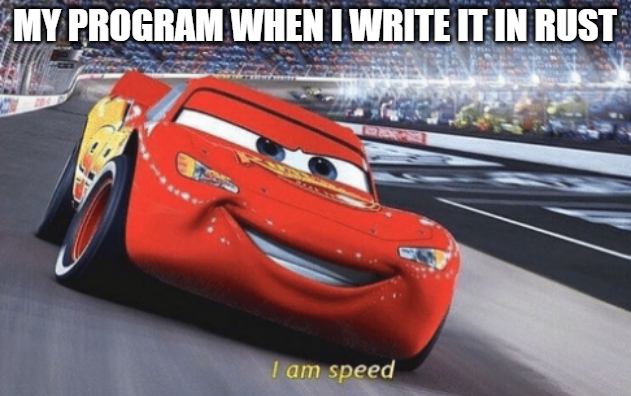 MY PROGRAM WHEN I WRITE IT IN RUST
I am speed